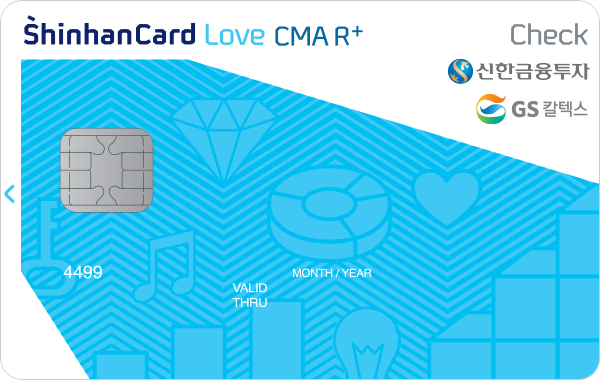 ShinhanCard Love CMA R+ Check
신한금융투자
GS 칼텍스
4499
MONTH / YEAR
VALID
THRU